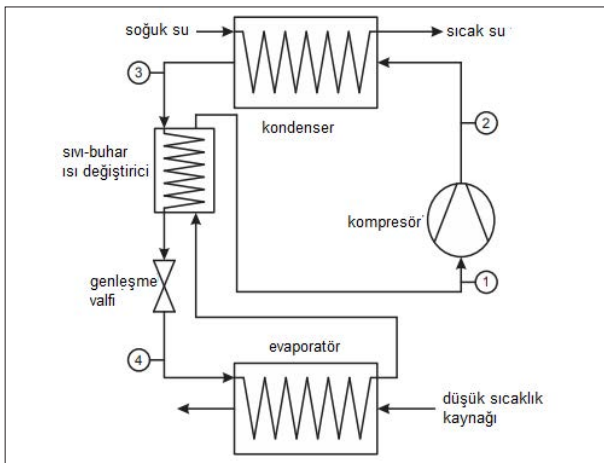 soğuk su
sıcak su
3
kondenser
2
sıvı-buhar
ısı değiştirici
kompresör
genleşme
valfi
1
evaporatör
4
düşük sıcaklık
kaynağı